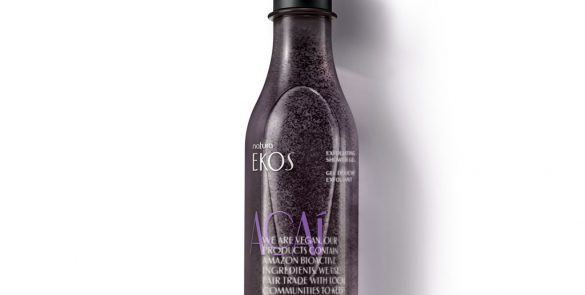 natura
EKOS
EXFOLIATING
SHOWER GEL
GEL DOUCHE
EXFOLIANT
AÇAÍ
WE ARE VEGAN. OUR
PRODUCTS CONTAIN
AMAZON BIOACTIVE
INGREDIENTS. WE USE
FAIR TRADE WITH LOCAL
COMMUNITIES TO KEEP